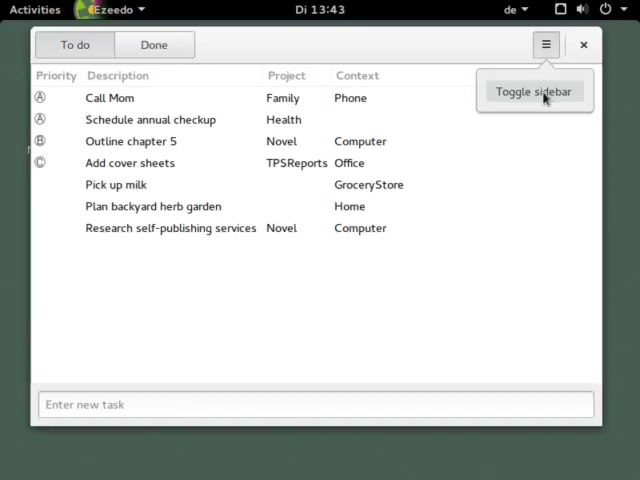 Activities Ezeedo Di 13:43 de
To do Done
Priority Description Project Context
Toggle sidebar
Ⓐ Call Mom Family Phone
Ⓐ Schedule annual checkup Health
Ⓑ Outline chapter 5 Novel Computer
Ⓒ Add cover sheets TPSReports Office
Pick up milk GroceryStore
Plan backyard herb garden Home
Research self-publishing services Novel Computer
Enter new task